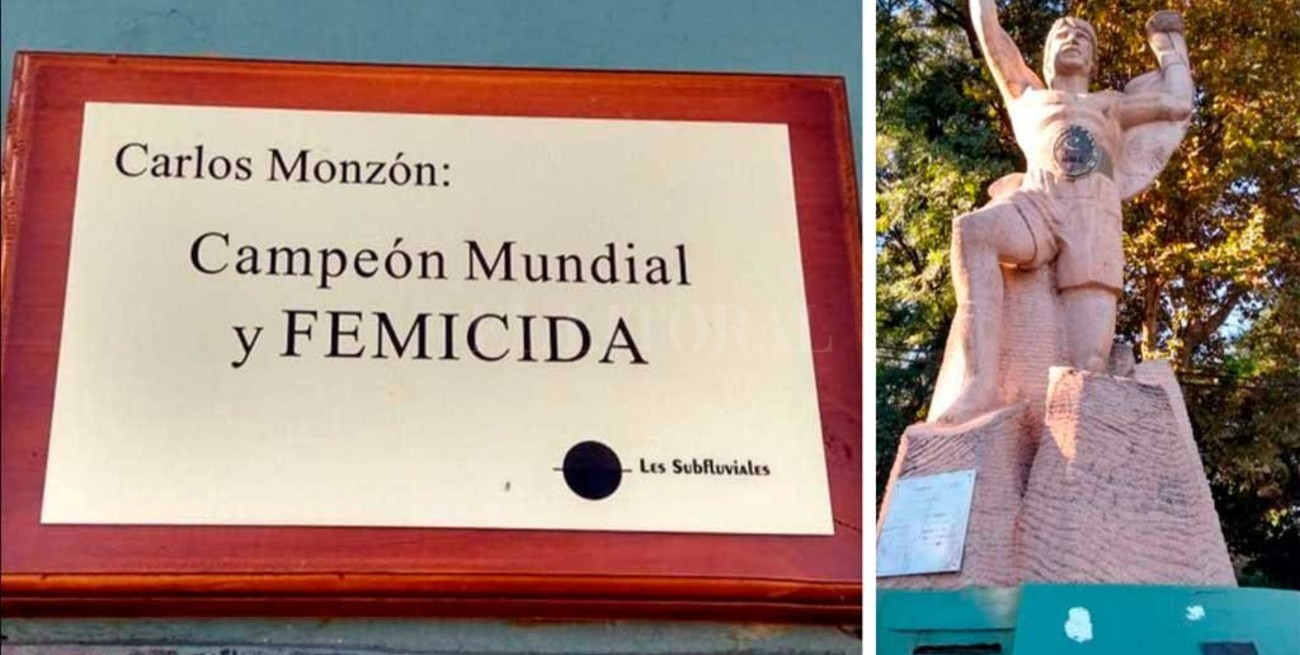 Carlos Monzón:
Campeón Mundial
y FEMICIDA
Les Subfluviales